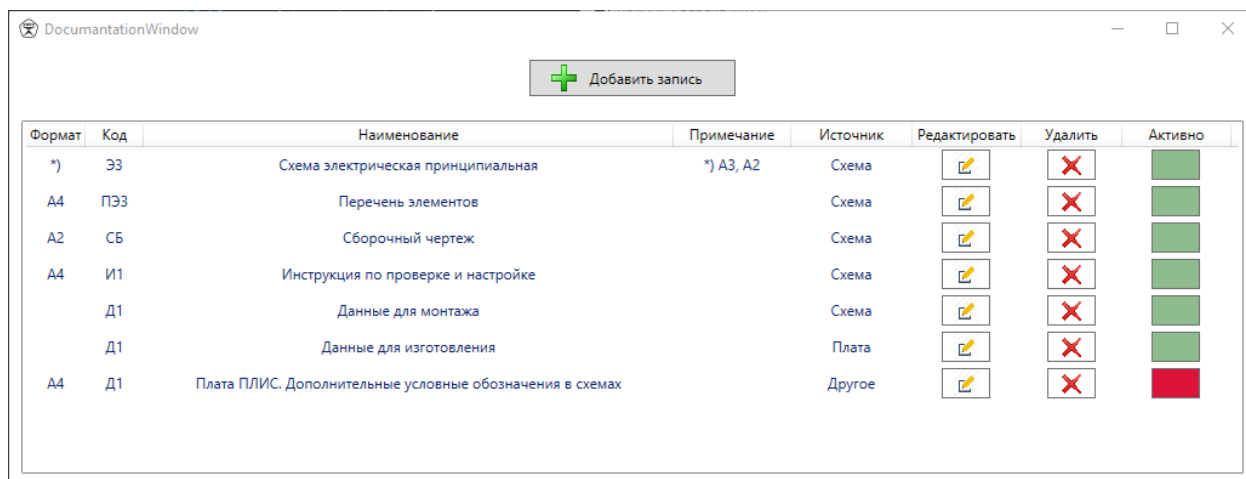 DocumantationWindow
Добавить запись
Формат Код Наименование Примечание Источник Редактировать Удалить Активно
*) Э3 Схема электрическая принципиальная *) А3, А2 Схема
А4 ПЭ3 Перечень элементов Схема
А2 СБ Сборочный чертеж Схема
А4 И1 Инструкция по проверке и настройке Схема
Д1 Данные для монтажа Схема
Д1 Данные для изготовления Плата
А4 Д1 Плата ПЛИС. Дополнительные условные обозначения в схемах Другое